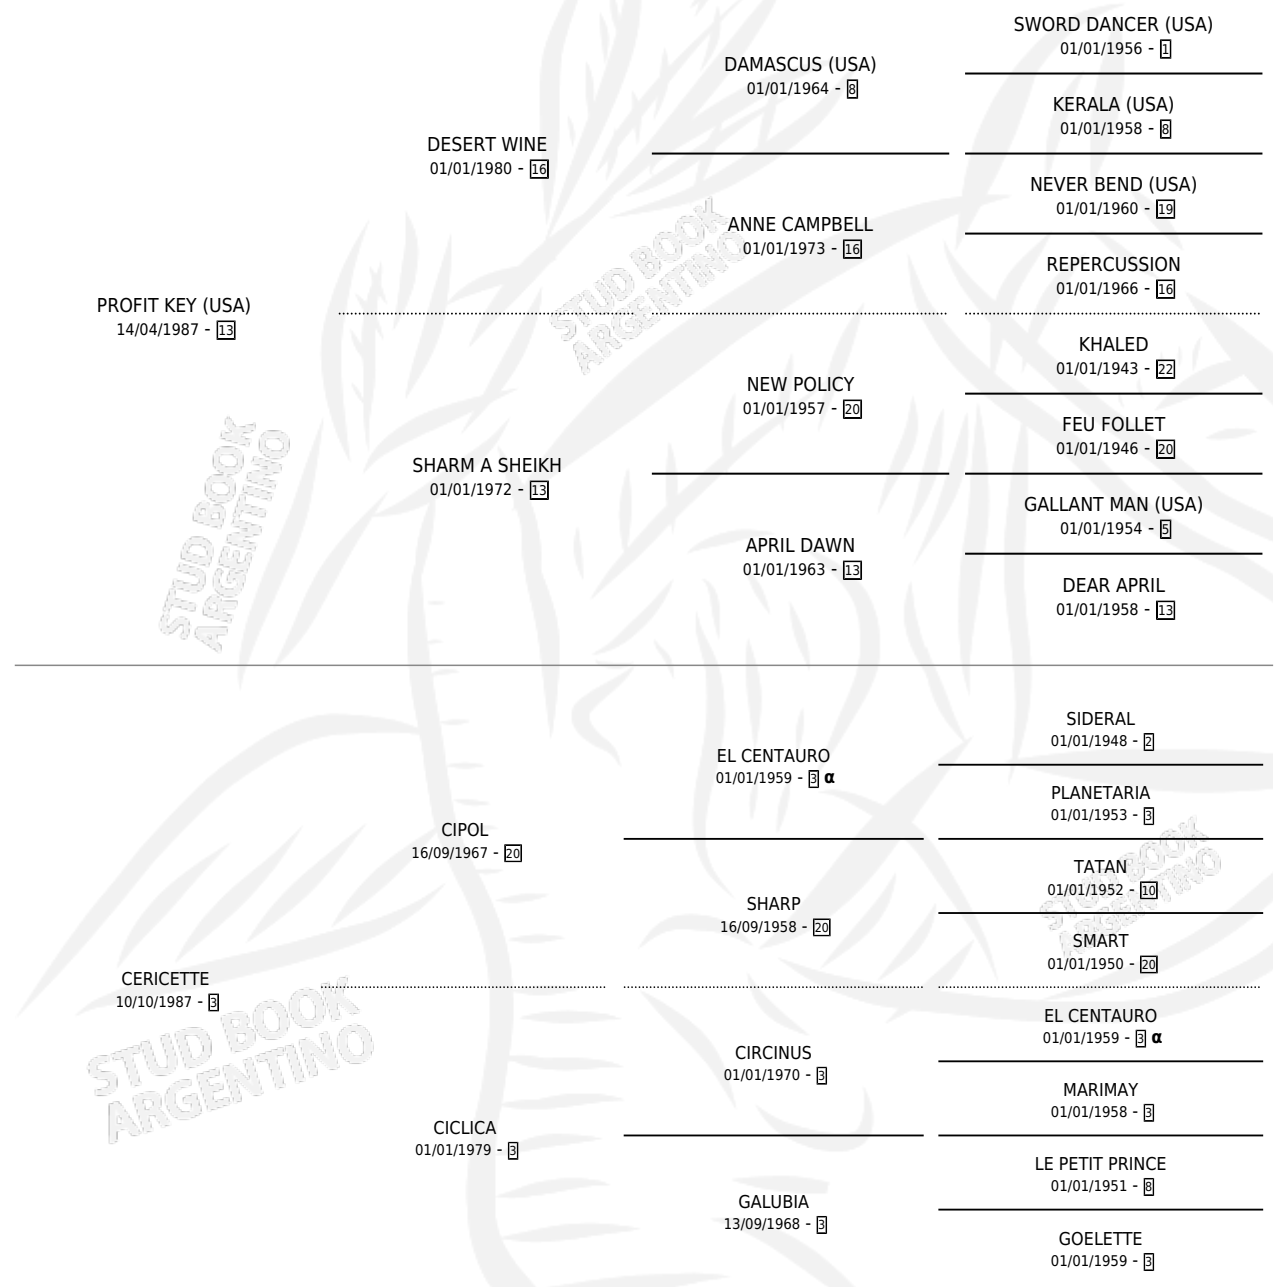 SWORD DANCER (USA)
01/01/1956 - 1
DAMASCUS (USA)
01/01/1964 - 8
KERALA (USA)
01/01/1958 - 8
DESERT WINE
01/01/1980 - 16
NEVER BEND (USA)
01/01/1960 - 19
ANNE CAMPBELL
01/01/1973 - 16
REPERCUSSION
01/01/1966 - 16
PROFIT KEY (USA)
14/04/1987 - 13
KHALED
01/01/1943 - 22
NEW POLICY
01/01/1957 - 20
FEU FOLLET
01/01/1946 - 20
SHARM A SHEIKH
01/01/1972 - 13
GALLANT MAN (USA)
01/01/1954 - 5
APRIL DAWN
01/01/1963 - 13
DEAR APRIL
01/01/1958 - 13
STUD BOOK
ARGENTINO
STUD BOOK
ARGENTINO
SIDERAL
01/01/1948 - 2
EL CENTAURO
01/01/1959 - 3 α
PLANETARIA
01/01/1953 - 3
CIPOL
16/09/1967 - 20
TATAN
01/01/1952 - 10
SHARP
16/09/1958 - 20
SMART
01/01/1950 - 20
CERICETTE
10/10/1987 - 3
EL CENTAURO
01/01/1959 - 3 α
CIRCINUS
01/01/1970 - 3
MARIMAY
01/01/1958 - 3
CICLICA
01/01/1979 - 3
LE PETIT PRINCE
01/01/1951 - 8
GALUBIA
13/09/1968 - 3
GOELETTE
01/01/1959 - 3
STUD BOOK
ARGENTINO
STUD BOOK
ARGENTINO